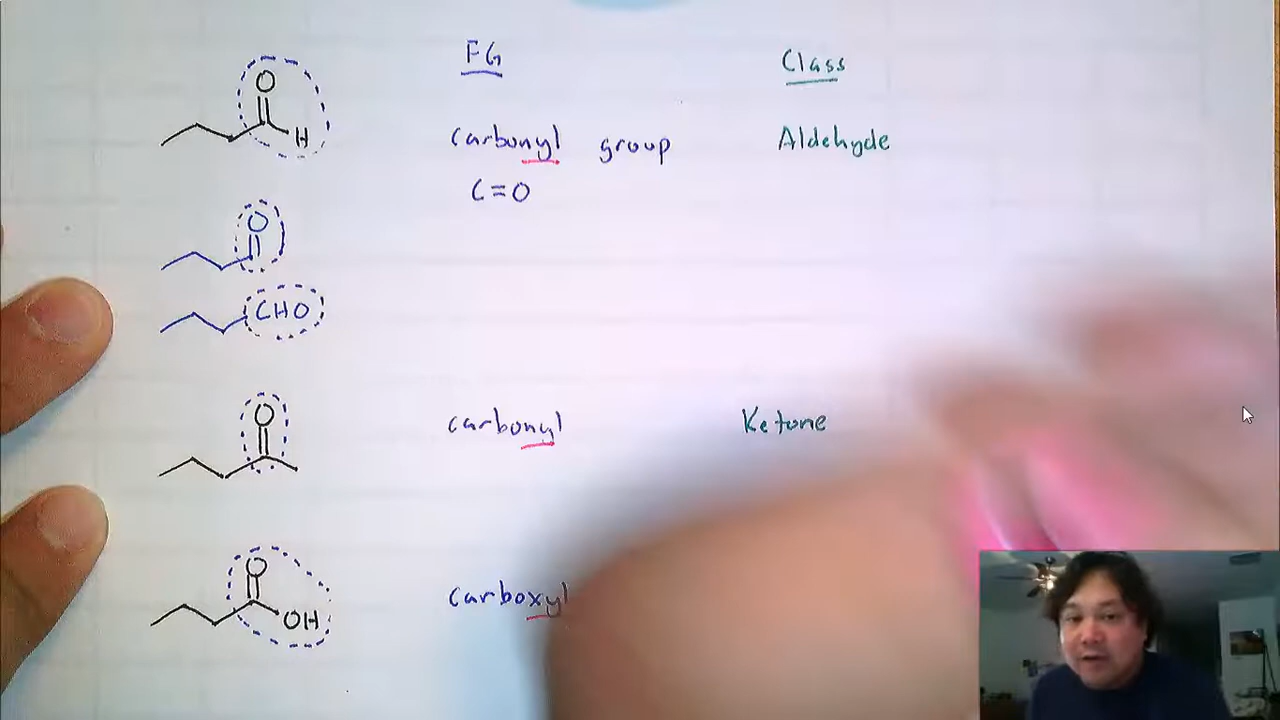 FG
Class
O
H
carbonyl group
Aldehyde
C=O
O
CHO
O
carbonyl
Ketone
O
OH
carboxyl